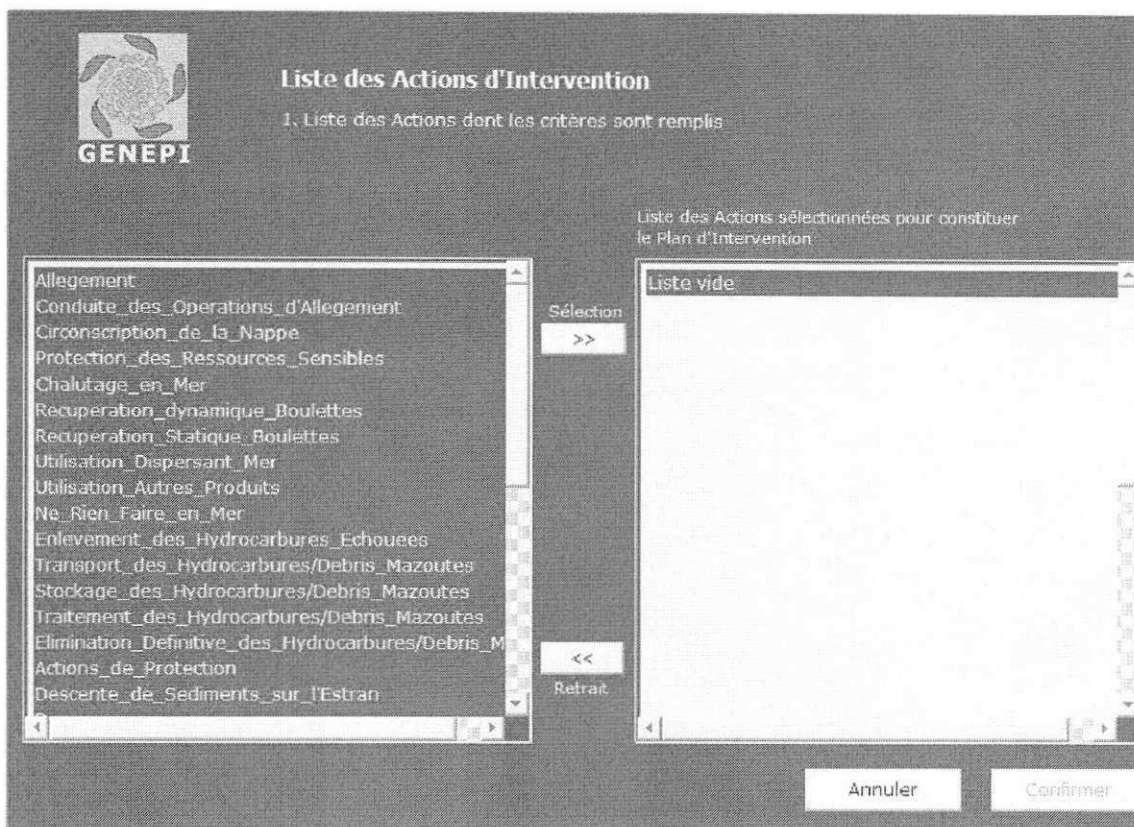 GENEPI
Liste des Actions d'Intervention
1. Liste des Actions dont les critères sont remplis
Liste des Actions sélectionnées pour constituer
le Plan d'Intervention
Allegement
Conduite_des_Operations_d'Allegement
Circonscription_de_la_Nappe
Protection_des_Ressources_Sensibles
Chalutage_en_Mer
Recuperation_dynamique_Boulettes
Recuperation_Statique_Boulettes
Utilisation_Dispersant_Mer
Utilisation_Autres_Produits
Ne_Rien_Faire_en_Mer
Enlevement_des_Hydrocarbures_Echouees
Transport_des_Hydrocarbures/Debris_Mazoutes
Stockage_des_Hydrocarbures/Debris_Mazoutes
Traitement_des_Hydrocarbures/Debris_Mazoutes
Elimination_Definitive_des_Hydrocarbures/Debris_M
Actions_de_Protection
Descente_de_Sediments_sur_l'Estran
Sélection
>>
<<
Retrait
Liste vide
Annuler
Confirmer